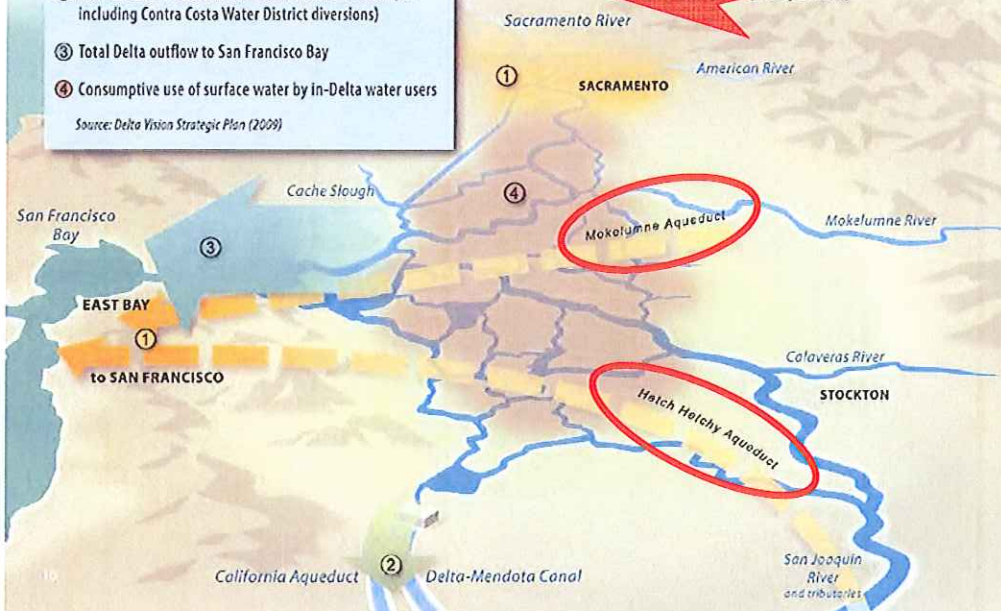 including Contra Costa Water District diversions)
③ Total Delta outflow to San Francisco Bay
④ Consumptive use of surface water by in-Delta water users
Source: Delta Vision Strategic Plan (2009)
Sacramento River
American River
①
SACRAMENTO
Cache Slough
④
San Francisco
Bay
③
Mokelumne Aqueduct
Mokelumne River
EAST BAY
①
to SAN FRANCISCO
Calaveras River
STOCKTON
Hetch Hetchy Aqueduct
California Aqueduct
②
Delta-Mendota Canal
San Joaquin
River
and tributaries